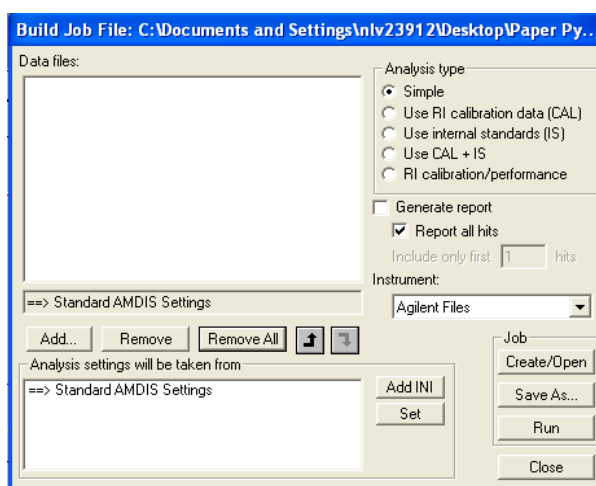 Build Job File: C:\Documents and Settings\nlv23912\Desktop\Paper Py...
Data files:
==> Standard AMDIS Settings
Add...
Remove
Remove All
Analysis settings will be taken from
==> Standard AMDIS Settings
Add INI
Set
Analysis type
Simple
Use RI calibration data (CAL)
Use internal standards (IS)
Use CAL + IS
RI calibration/performance
Generate report
Report all hits
Include only first 1 hits
Instrument:
Agilent Files
Job
Create/Open
Save As...
Run
Close